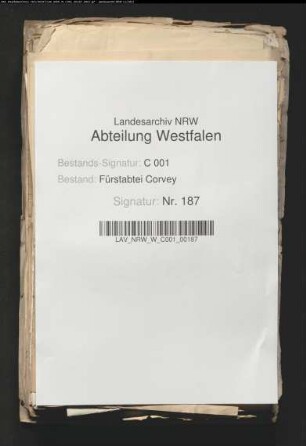 Landesarchiv NRW
Abteilung Westfalen
Bestands-Signatur: C 001
Bestand: Fürstabtei Corvey
Signatur: Nr. 187
LAV_NRW_W_C001_00187